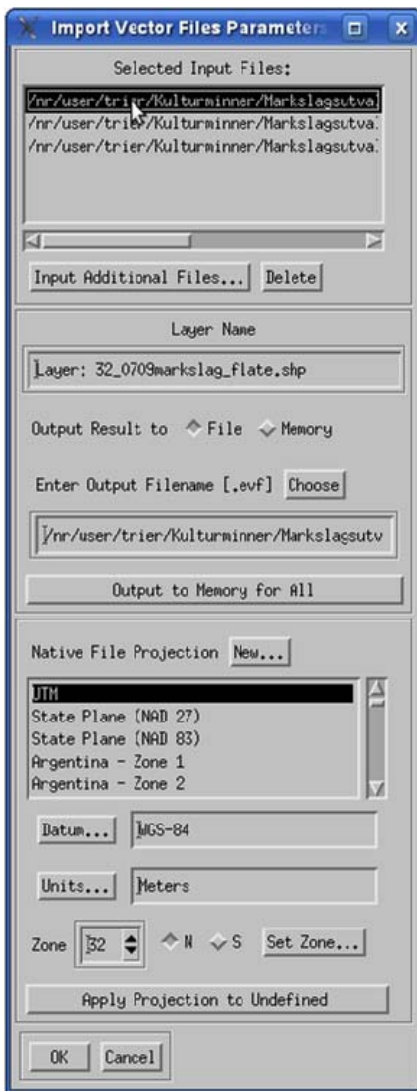 Import Vector Files Parameters
Selected Input Files:
/nr/user/trier/Kulturminner/Markslagsutva
/nr/user/trier/Kulturminner/Markslagsutva
/nr/user/trier/Kulturminner/Markslagsutva
Input Additional Files... Delete
Layer Name
Layer: 32_0709markslag_flate.shp
Output Result to File Memory
Enter Output Filename [.evf] Choose
/nr/user/trier/Kulturminner/Markslagsutv
Output to Memory for All
Native File Projection New...
UTM
State Plane (NAD 27)
State Plane (NAD 83)
Argentina - Zone 1
Argentina - Zone 2
Datum... WGS-84
Units... Meters
Zone 32 N S Set Zone...
Apply Projection to Undefined
OK Cancel